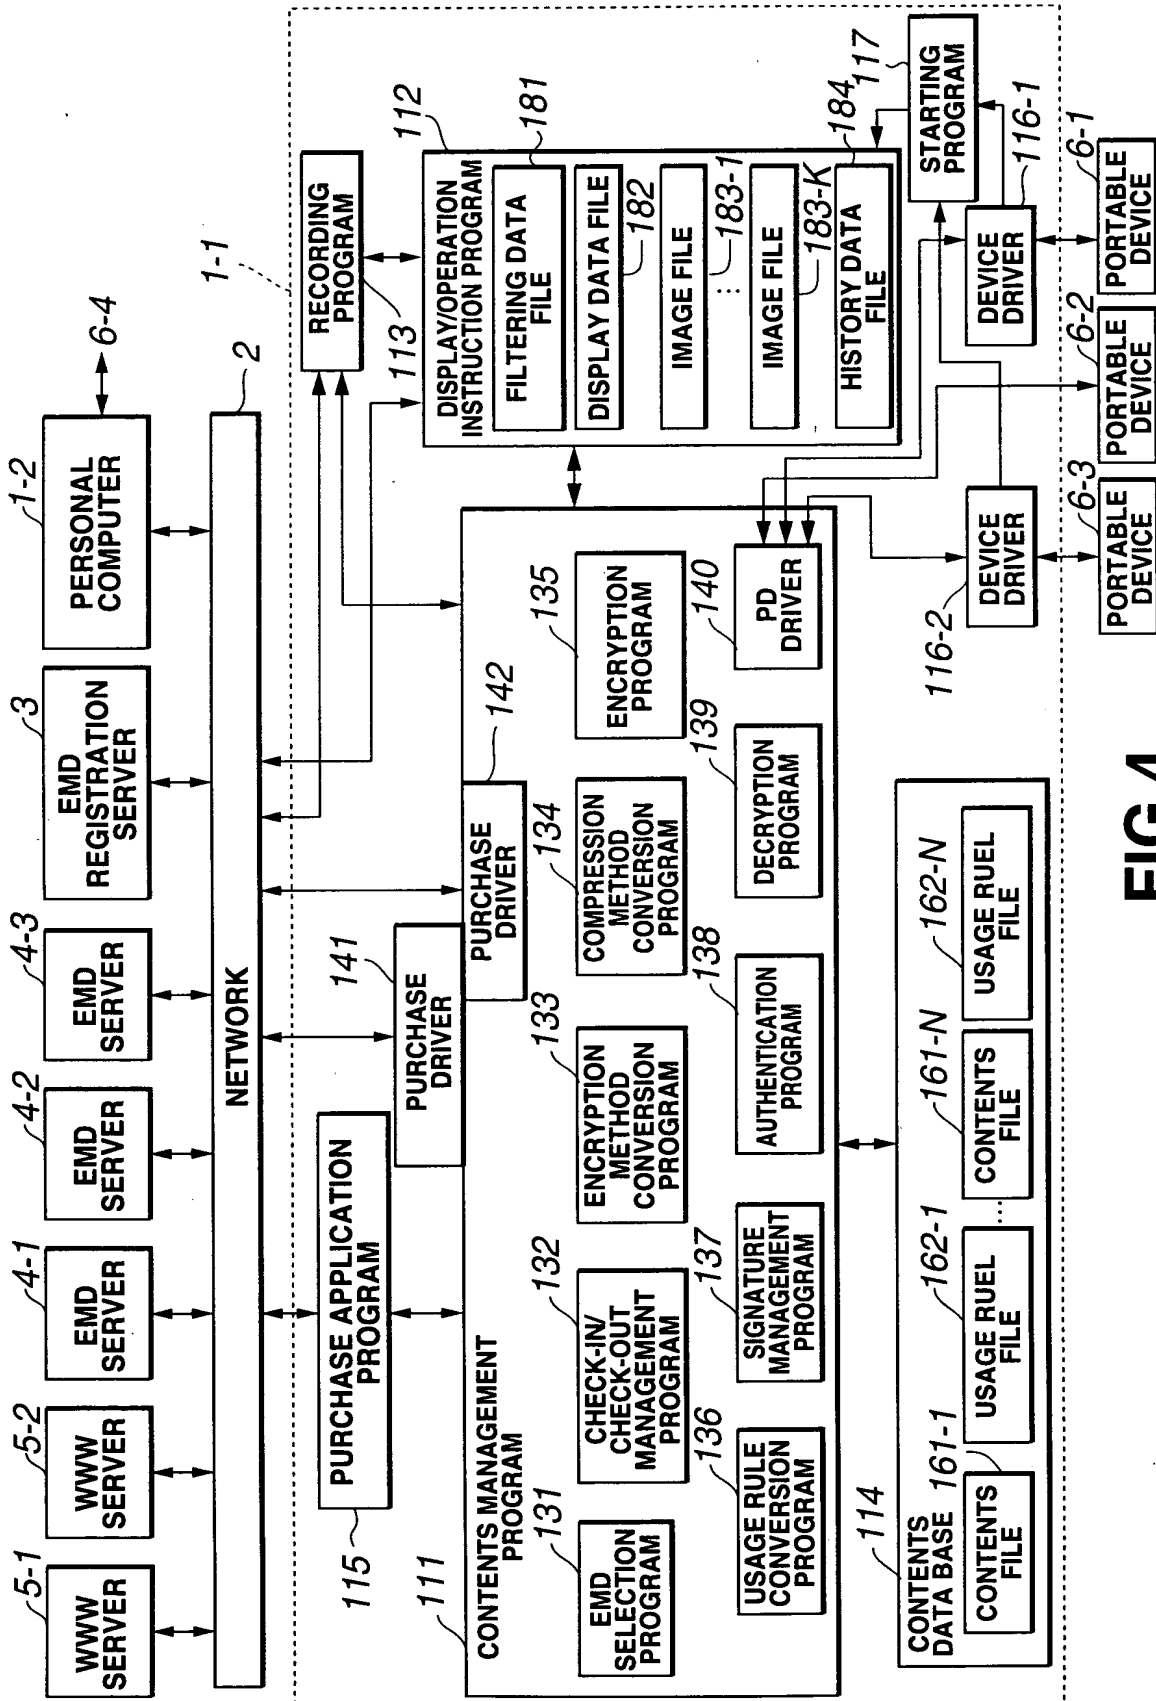 5-1
WWW
SERVER
5-2
WWW
SERVER
4-1
EMD
SERVER
4-2
EMD
SERVER
4-3
EMD
SERVER
3
EMD
REGISTRATION
SERVER
1-2
PERSONAL
COMPUTER
6-4
NETWORK
2
1-1
115
PURCHASE APPLICATION
PROGRAM
141
PURCHASE
DRIVER
PURCHASE
DRIVER
142
RECORDING
PROGRAM
113
111
CONTENTS MANAGEMENT
PROGRAM
131
EMD
SELECTION
PROGRAM
132
CHECK-IN/
CHECK-OUT
MANAGEMENT
PROGRAM
133
ENCRYPTION
METHOD
CONVERSION
PROGRAM
134
COMPRESSION
METHOD
CONVERSION
PROGRAM
135
ENCRYPTION
PROGRAM
136
USAGE RULE
CONVERSION
PROGRAM
137
SIGNATURE
MANAGEMENT
PROGRAM
138
AUTHENTICATION
PROGRAM
139
DECRYPTION
PROGRAM
140
PD
DRIVER
112
DISPLAY/OPERATION
INSTRUCTION PROGRAM
181
FILTERING DATA
FILE
DISPLAY DATA FILE
182
IMAGE FILE
183-1
IMAGE FILE
183-K
HISTORY DATA
FILE
184
117
STARTING
PROGRAM
114
CONTENTS
DATA BASE
161-1
CONTENTS
FILE
162-1
USAGE RUEL
FILE
161-N
CONTENTS
FILE
162-N
USAGE RUEL
FILE
116-2
DEVICE
DRIVER
DEVICE
DRIVER
116-1
6-3
PORTABLE
DEVICE
6-2
PORTABLE
DEVICE
6-1
PORTABLE
DEVICE
FIG.4